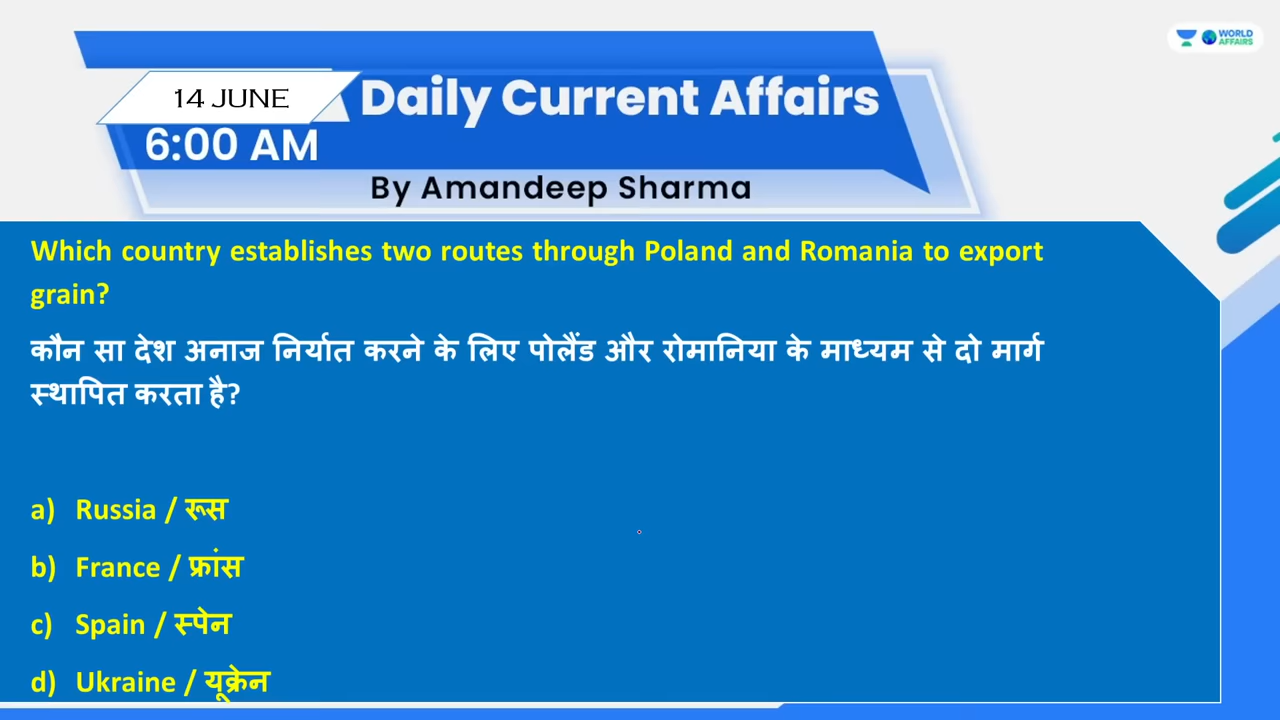 WORLD
AFFAIRS
14 JUNE
Daily Current Affairs
6:00 AM
By Amandeep Sharma
Which country establishes two routes through Poland and Romania to export
grain?
कौन सा देश अनाज निर्यात करने के लिए पोलैंड और रोमानिया के माध्यम से दो मार्ग
स्थापित करता है?
a) Russia / रूस
b) France / फ्रांस
c) Spain / स्पेन
d) Ukraine / यूक्रेन